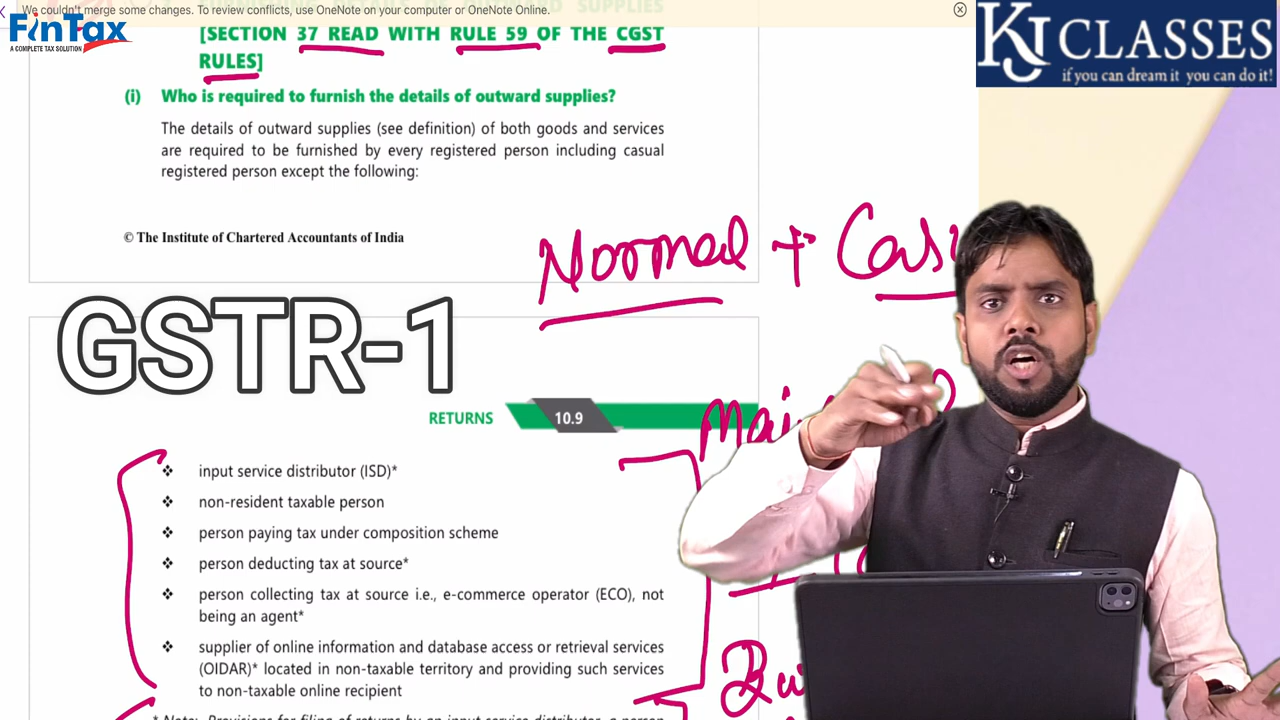 We couldn't merge some changes. To review conflicts, use OneNote on your computer or OneNote Online.
FinTax
A COMPLETE TAX SOLUTION
KJ CLASSES
if you can dream it you can do it!
[SECTION 37 READ WITH RULE 59 OF THE CGST
RULES]
(i) Who is required to furnish the details of outward supplies?
The details of outward supplies (see definition) of both goods and services
are required to be furnished by every registered person including casual
registered person except the following:
© The Institute of Chartered Accountants of India
Normal + Cas
GSTR-1
RETURNS 10.9
❖ input service distributor (ISD)*
❖ non-resident taxable person
❖ person paying tax under composition scheme
❖ person deducting tax at source*
❖ person collecting tax at source i.e., e-commerce operator (ECO), not
being an agent*
❖ supplier of online information and database access or retrieval services
(OIDAR)* located in non-taxable territory and providing such services
to non-taxable online recipient